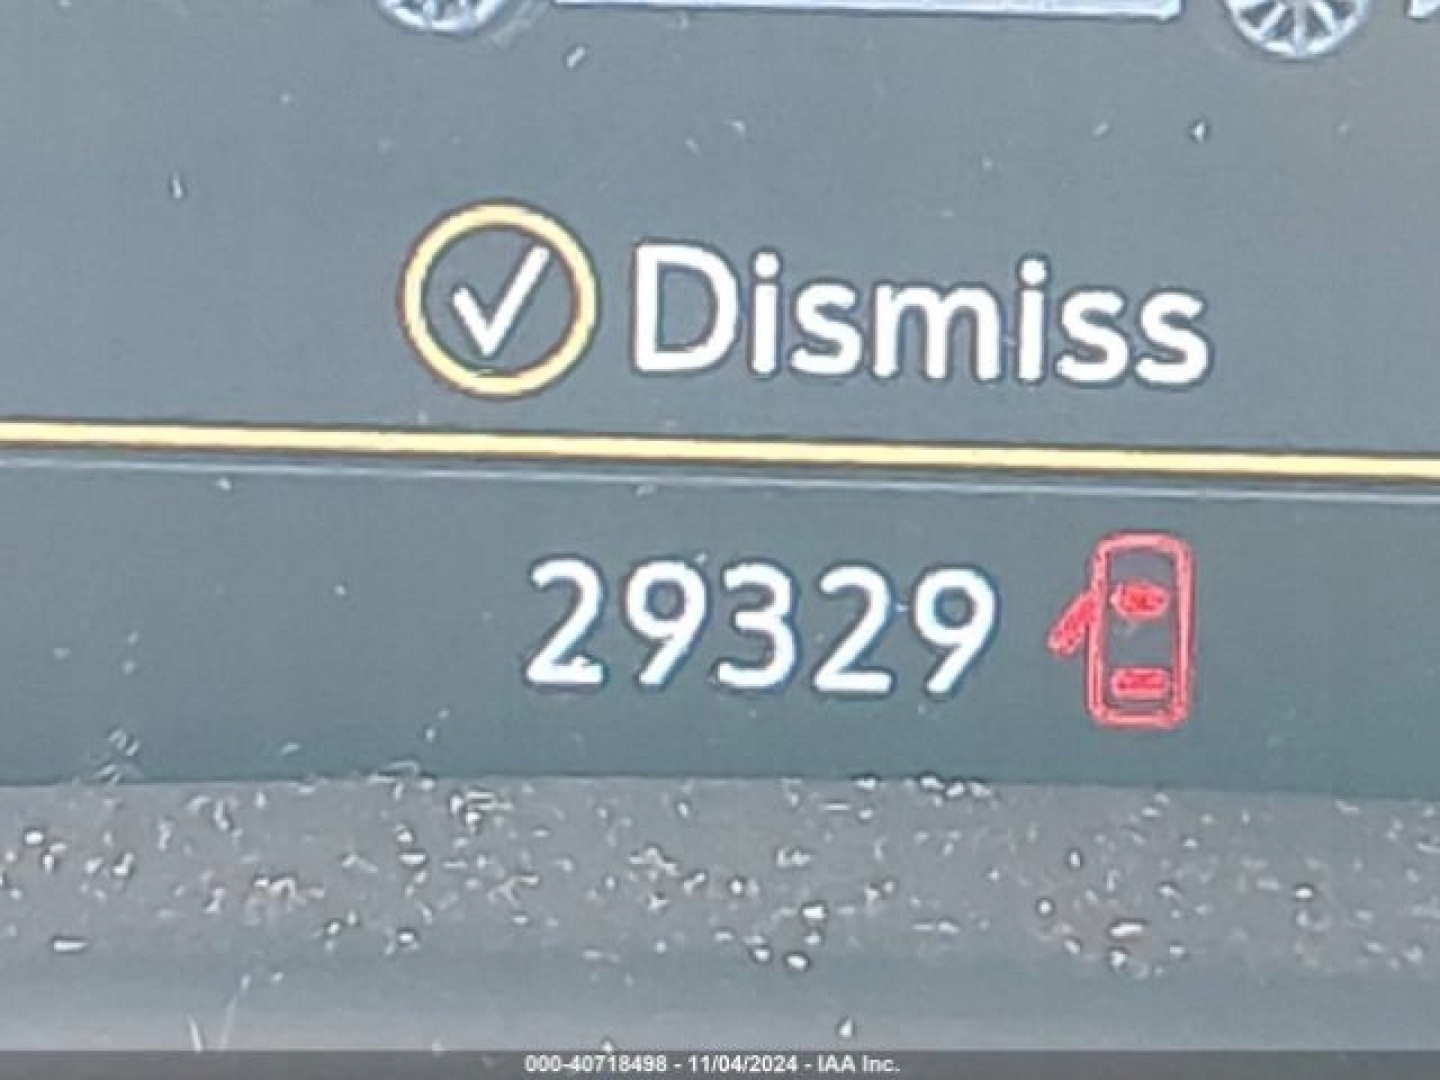 Dismiss
29329
000-40718498 - 11/04/2024 - IAA Inc.